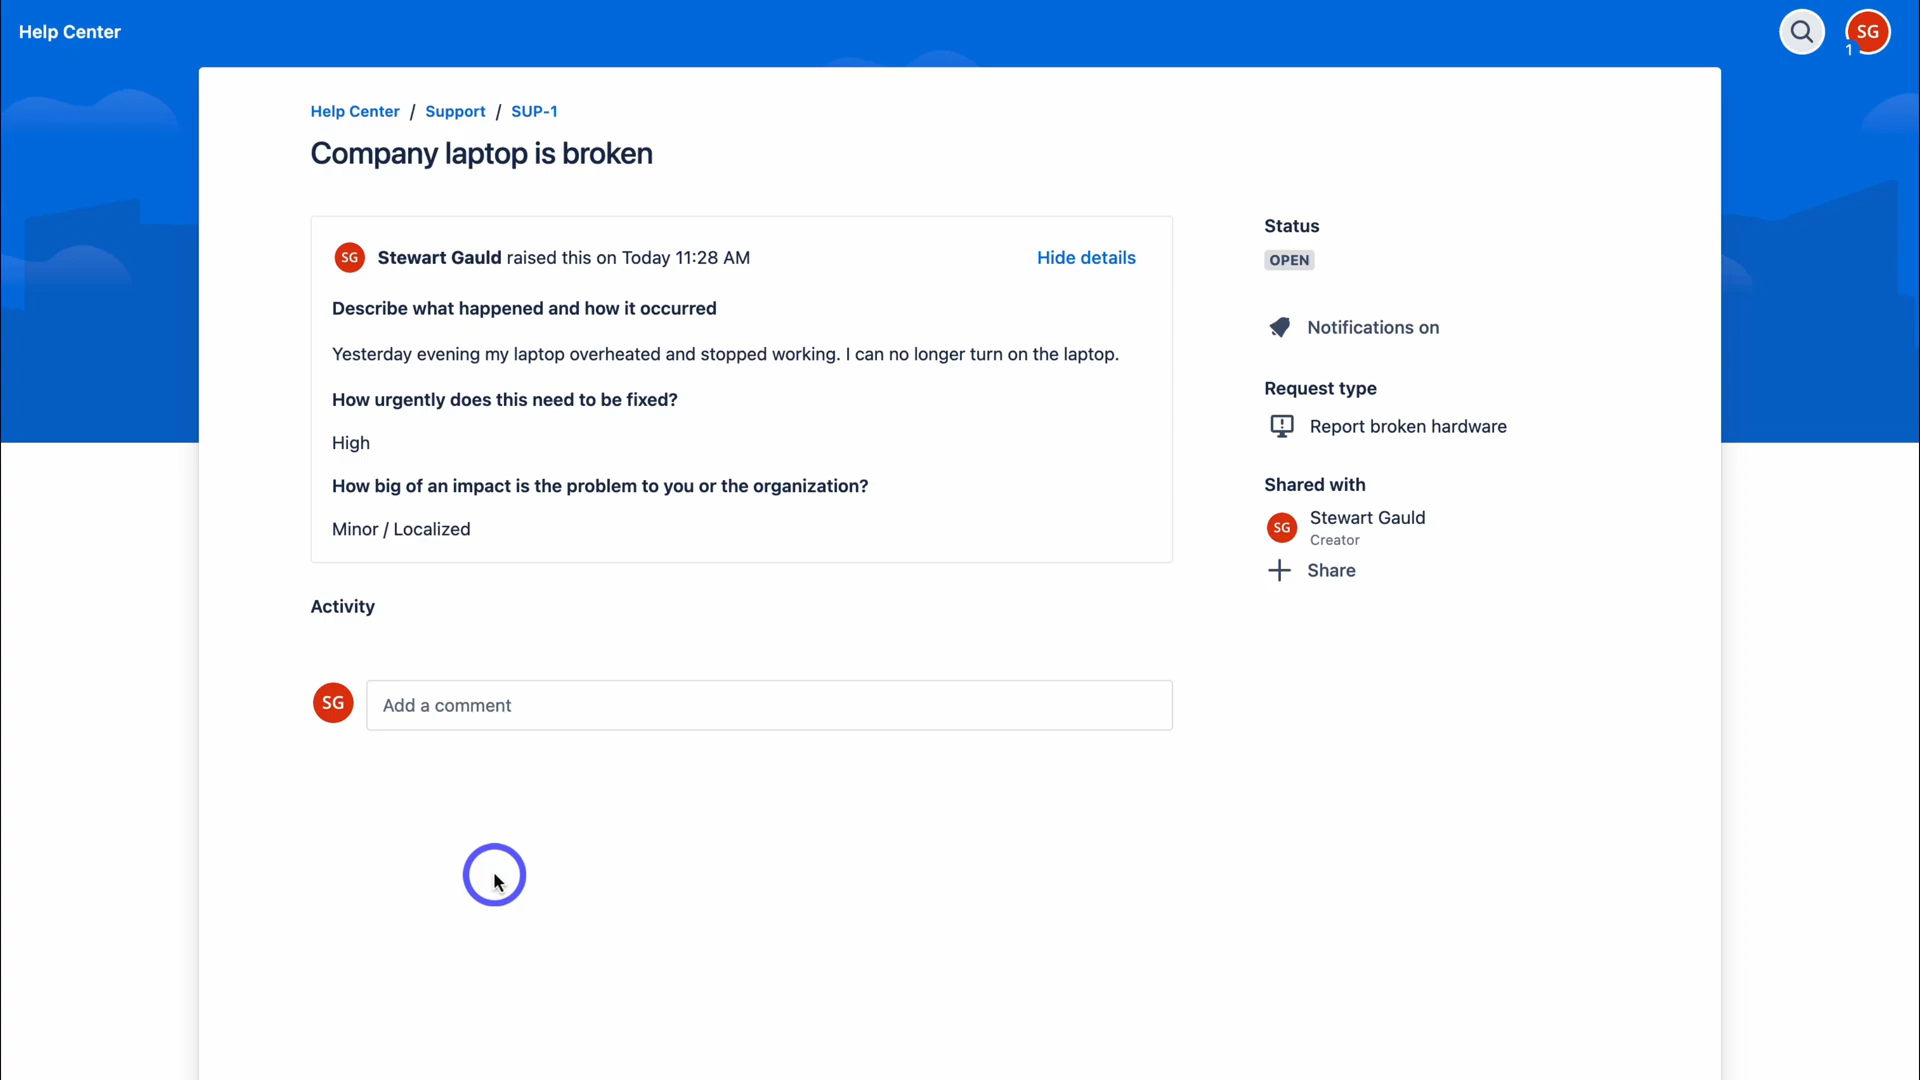 Help Center
SG
1
Help Center / Support / SUP-1
Company laptop is broken
SG Stewart Gauld raised this on Today 11:28 AM Hide details
Describe what happened and how it occurred
Yesterday evening my laptop overheated and stopped working. I can no longer turn on the laptop.
How urgently does this need to be fixed?
High
How big of an impact is the problem to you or the organization?
Minor / Localized
Activity
SG Add a comment
Status
OPEN
Notifications on
Request type
Report broken hardware
Shared with
SG Stewart Gauld
Creator
Share